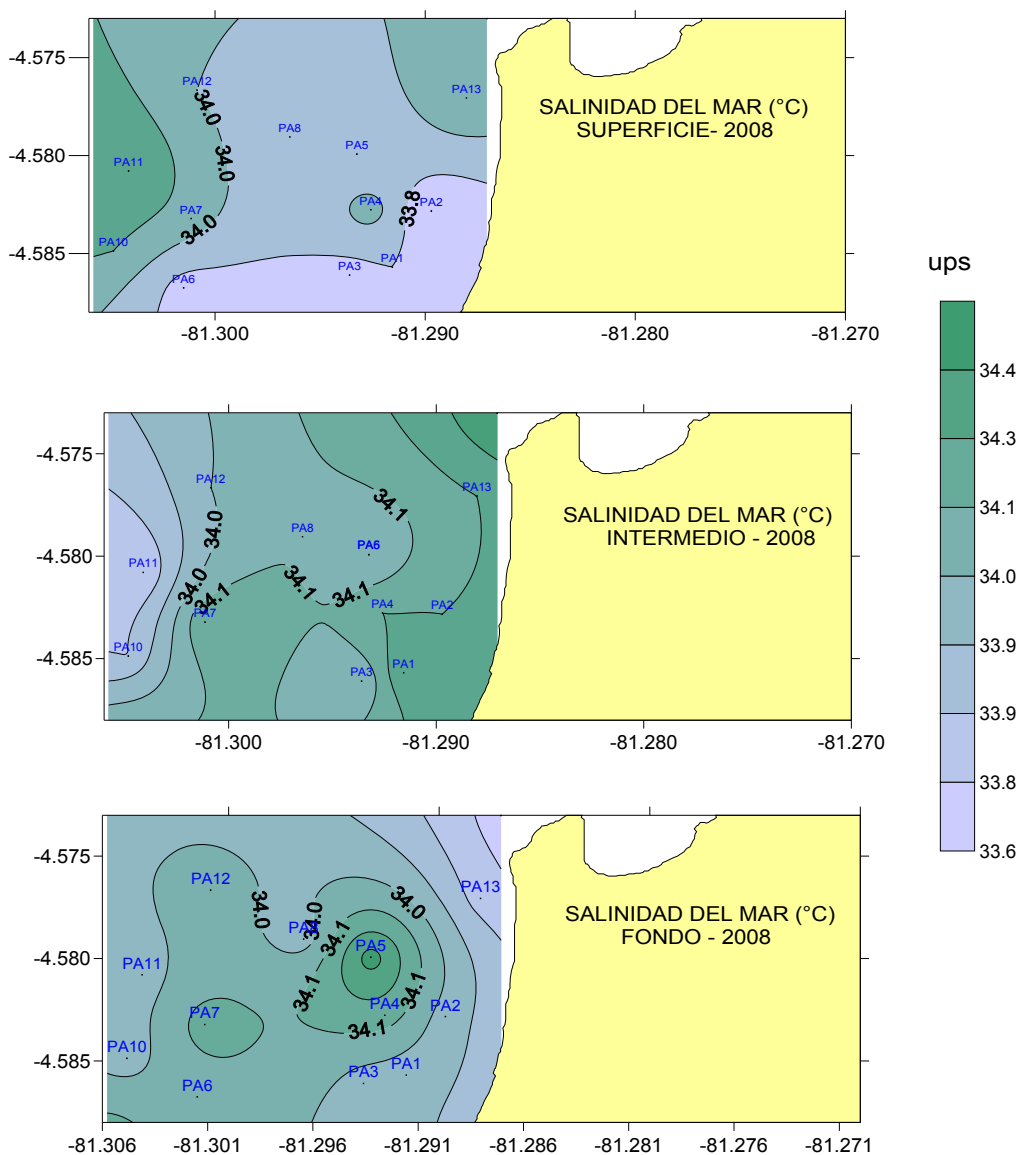 -4.575
-4.580
-4.585
PA12
PA13
PA8
PA5
PA11
PA4
PA2
PA7
PA10
PA1
PA3
PA6
34.0
34.0
34.0
33.8
SALINIDAD DEL MAR (°C)
SUPERFICIE- 2008
-81.300
-81.290
-81.280
-81.270
ups
34.4
34.3
34.1
34.0
33.9
33.9
33.8
33.6
-4.575
-4.580
-4.585
PA12
PA13
PA8
PA6
PA11
PA4
PA2
PA7
PA10
PA1
PA3
34.1
34.0
34.0
34.1
34.1
34.1
SALINIDAD DEL MAR (°C)
INTERMEDIO - 2008
-81.300
-81.290
-81.280
-81.270
-4.575
-4.580
-4.585
PA12
PA13
PA5
PA11
PA4
PA2
PA7
PA10
PA1
PA3
PA6
34.0
34.0
34.0
34.1
34.1
34.1
34.1
SALINIDAD DEL MAR (°C)
FONDO - 2008
-81.306
-81.301
-81.296
-81.291
-81.286
-81.281
-81.276
-81.271